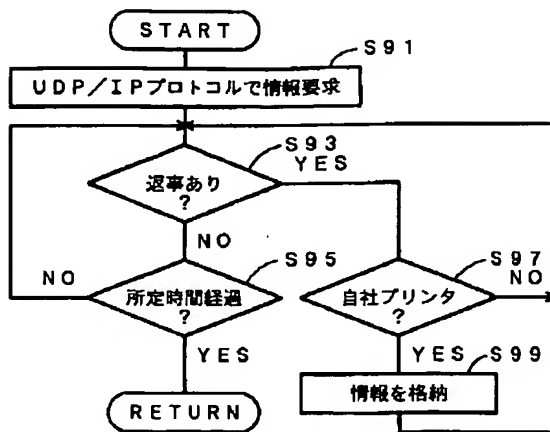 START
S91
UDP/IPプロトコルで情報要求
S93
YES
返事あり
?
NO
S95
S97
NO
NO
所定時間経過
?
自社プリンタ
?
YES
YES
S99
情報を格納
RETURN